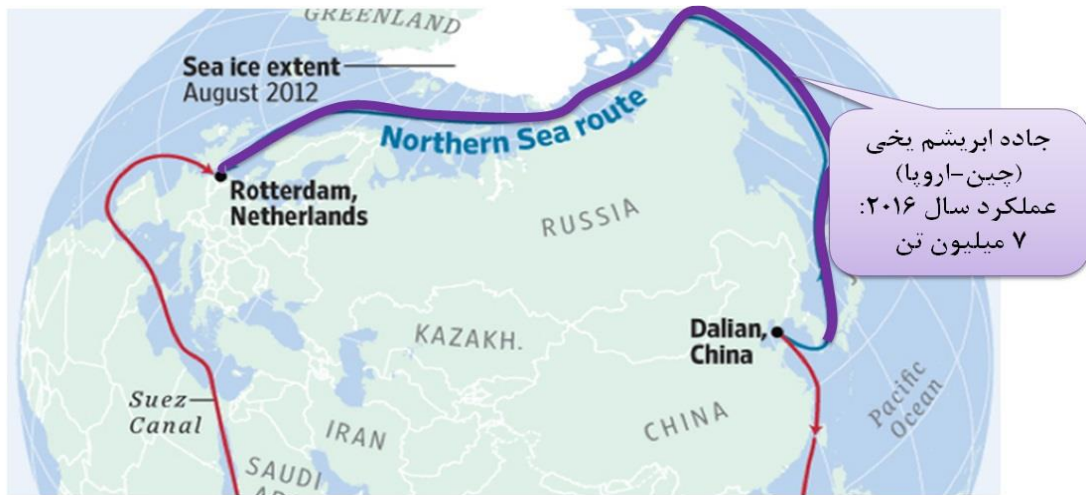 GREENLAND
Sea ice extent
August 2012
Northern Sea route
جاده ابریشم یخی
(چین-اروپا)
عملکرد سال ۲۰۱۶:
۷ میلیون تن
Rotterdam,
Netherlands
RUSSIA
KAZAKH.
Dalian,
China
Suez
Canal
IRAN
CHINA
Pacific
Ocean
SAUDI